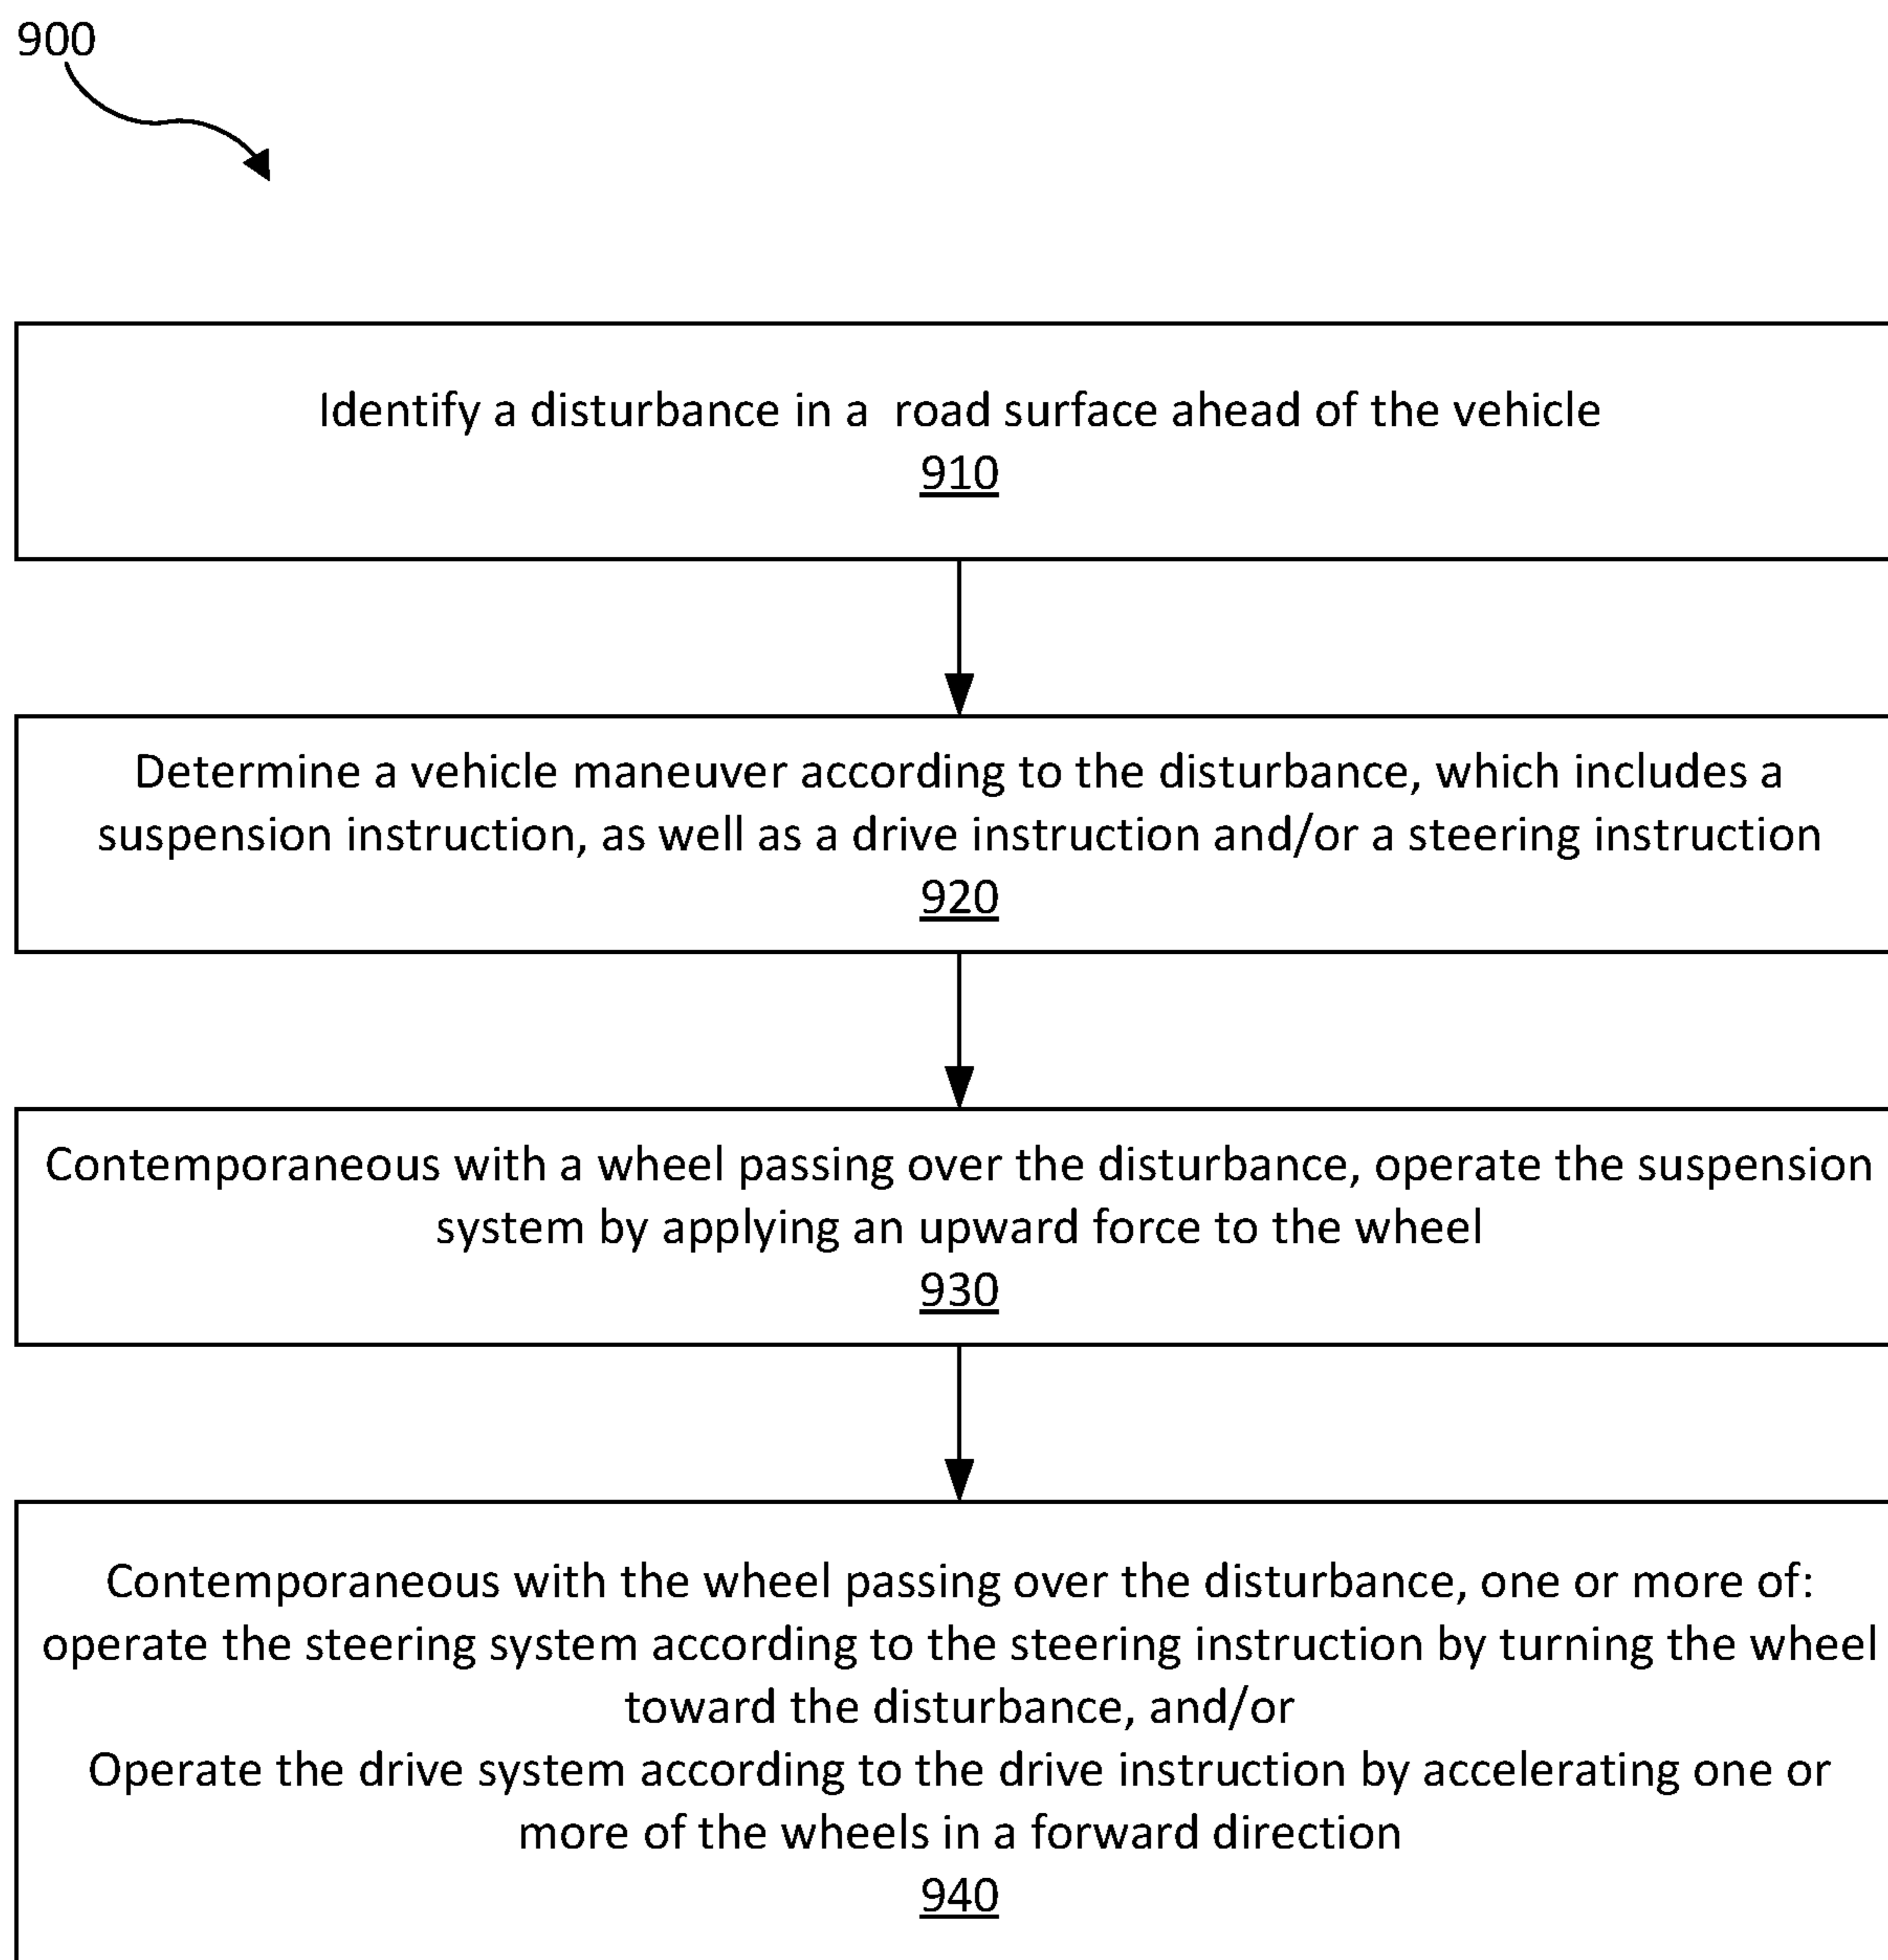 900
Identify a disturbance in a  road surface ahead of the vehicle
910
Determine a vehicle maneuver according to the disturbance, which includes a
suspension instruction, as well as a drive instruction and/or a steering instruction
920
Contemporaneous with a wheel passing over the disturbance, operate the suspension
system by applying an upward force to the wheel
930
Contemporaneous with the wheel passing over the disturbance, one or more of:
operate the steering system according to the steering instruction by turning the wheel
toward the disturbance, and/or
Operate the drive system according to the drive instruction by accelerating one or
more of the wheels in a forward direction
940